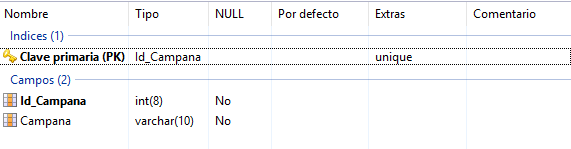 Nombre Tipo NULL Por defecto Extras Comentario
Indices (1)
Clave primaria (PK) Id_Campana unique
Campos (2)
Id_Campana int(8) No
Campana varchar(10) No